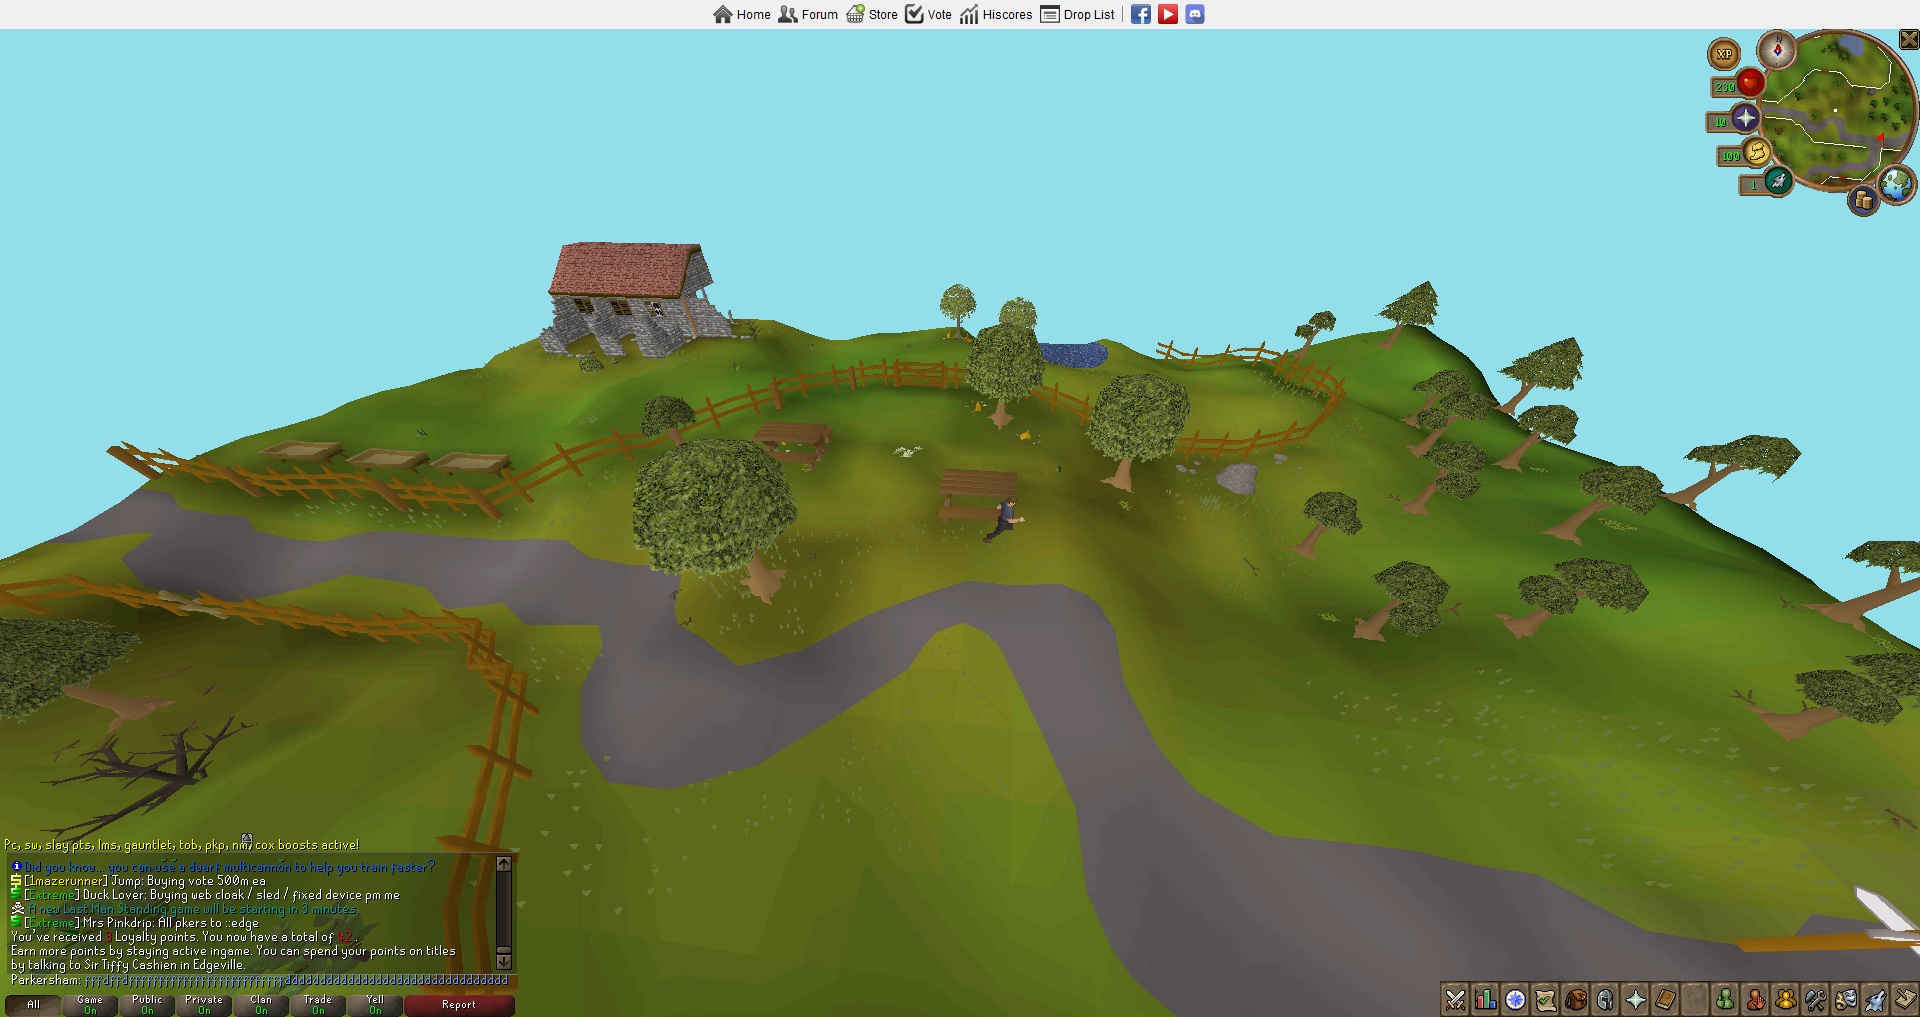 Home Forum Store Vote Hiscores Drop List
XP
N
230
10
100
1
Pc, sw, slay pts, lms, gauntlet, tob, pkp, nm, cox boosts active!
Did you know... you can use a dwarf multicannon to help you train faster?
[1mazerunner] Jump: Buying vote 500m ea
[Extreme] Duck Lover: Buying web cloak / sled / fixed device pm me
A new Last Man Standing game will be starting in 3 minutes.
[Extreme] Mrs Pinkdrip: All pkers to ::edge
You've received 3 Loyalty points. You now have a total of 42.
Earn more points by staying active ingame. You can spend your points on titles
by talking to Sir Tiffy Cashien in Edgeville.
Parkersham:
All Game Public Private Clan Trade Yell Report
On On On On On On